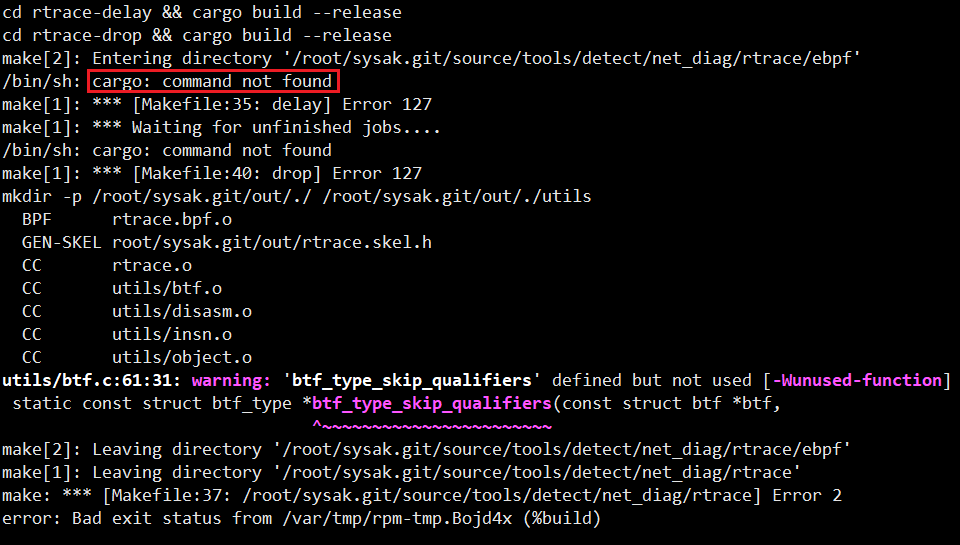 cd rtrace-delay && cargo build --release
cd rtrace-drop && cargo build --release
make[2]: Entering directory '/root/sysak.git/source/tools/detect/net_diag/rtrace/ebpf'
/bin/sh: cargo: command not found
make[1]: *** [Makefile:35: delay] Error 127
make[1]: *** Waiting for unfinished jobs....
/bin/sh: cargo: command not found
make[1]: *** [Makefile:40: drop] Error 127
mkdir -p /root/sysak.git/out/./ /root/sysak.git/out/./utils
  BPF      rtrace.bpf.o
  GEN-SKEL root/sysak.git/out/rtrace.skel.h
  CC       rtrace.o
  CC       utils/btf.o
  CC       utils/disasm.o
  CC       utils/insn.o
  CC       utils/object.o
utils/btf.c:61:31: warning: 'btf_type_skip_qualifiers' defined but not used [-Wunused-function]
 static const struct btf_type *btf_type_skip_qualifiers(const struct btf *btf,
                               ^~~~~~~~~~~~~~~~~~~~~~~~
make[2]: Leaving directory '/root/sysak.git/source/tools/detect/net_diag/rtrace/ebpf'
make[1]: Leaving directory '/root/sysak.git/source/tools/detect/net_diag/rtrace'
make: *** [Makefile:37: /root/sysak.git/source/tools/detect/net_diag/rtrace] Error 2
error: Bad exit status from /var/tmp/rpm-tmp.Bojd4x (%build)